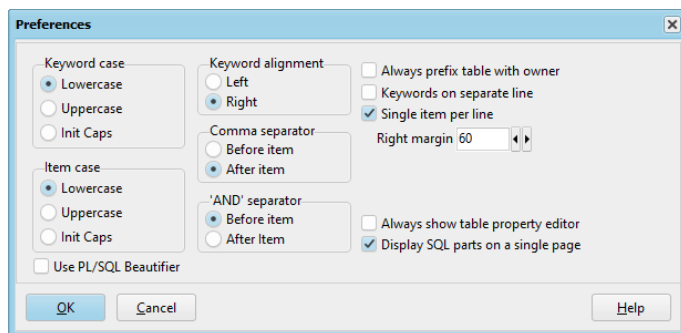 Preferences
Keyword case
Lowercase
Uppercase
Init Caps
Item case
Lowercase
Uppercase
Init Caps
Use PL/SQL Beautifier
Keyword alignment
Left
Right
Comma separator
Before item
After item
'AND' separator
Before item
After Item
Always prefix table with owner
Keywords on separate line
Single item per line
Right margin 60
Always show table property editor
Display SQL parts on a single page
OK
Cancel
Help